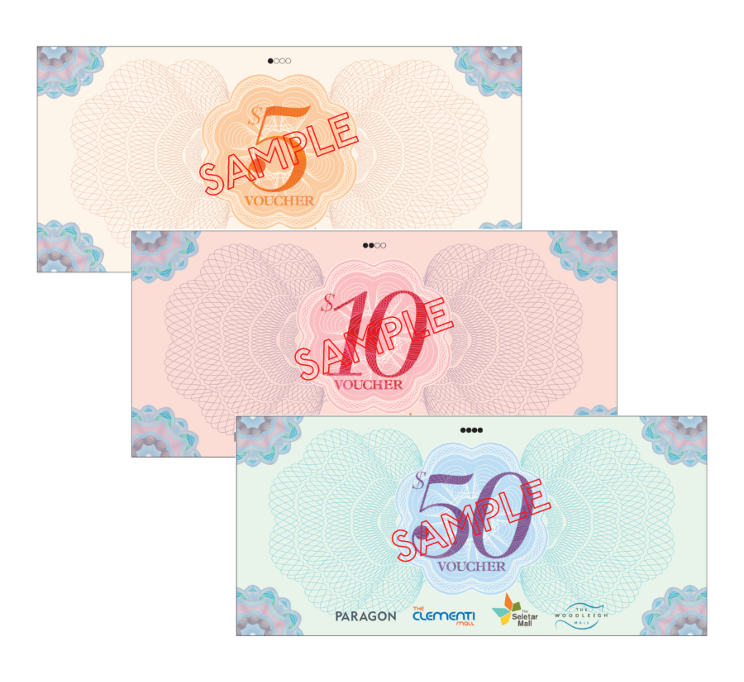 $5
SAMPLE
VOUCHER
$10
SAMPLE
VOUCHER
$50
SAMPLE
VOUCHER
PARAGON
THE
CLEMENTI
MALL
The
Seletar
Mall
THE
WOODLEIGH
MALL